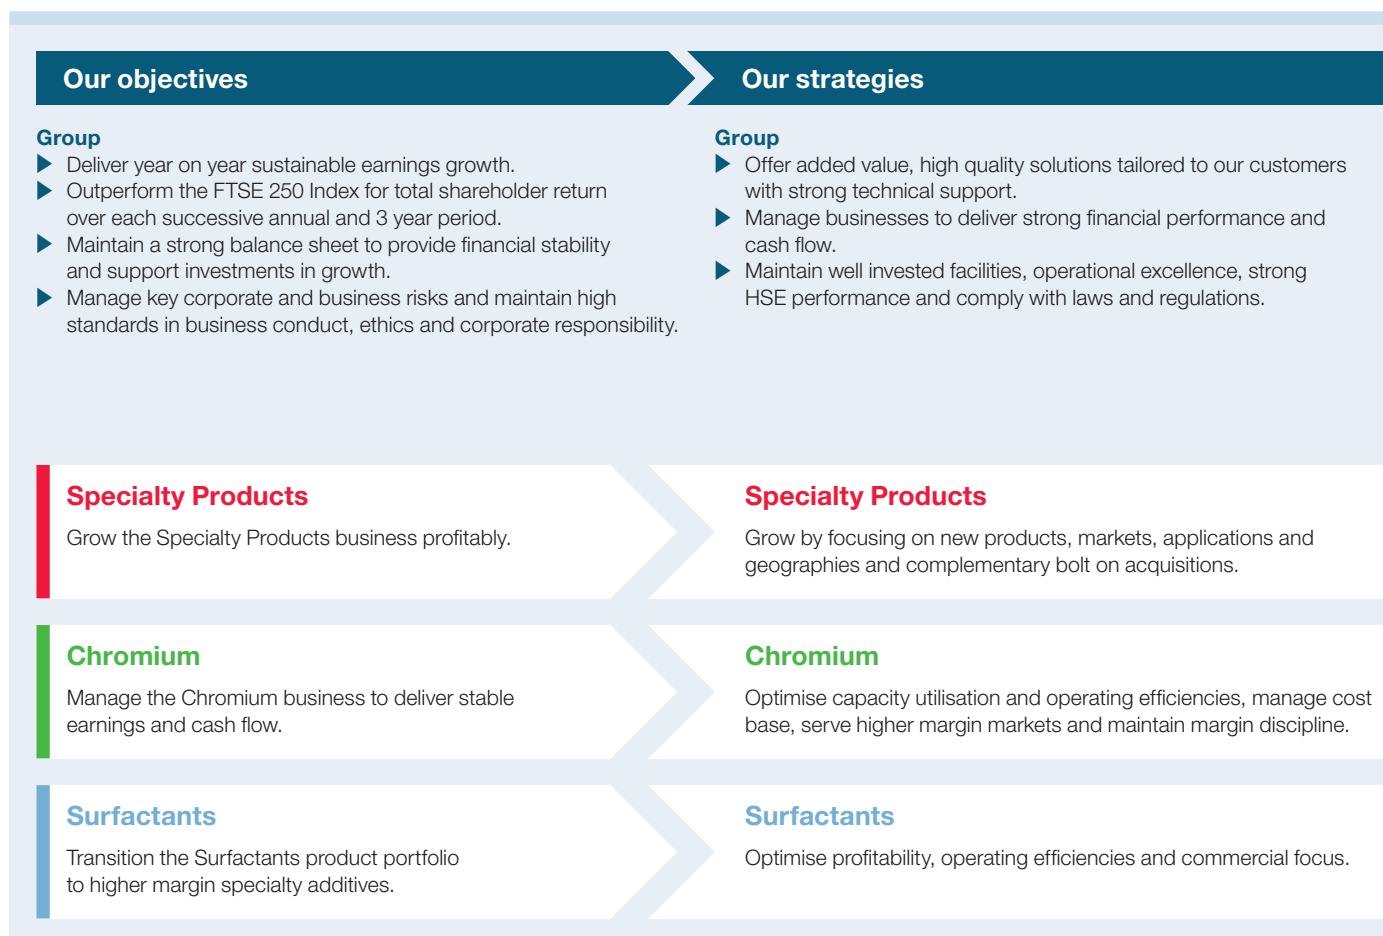 Our objectives
Group
Deliver year on year sustainable earnings growth.
Outperform the FTSE 250 Index for total shareholder return
over each successive annual and 3 year period.
Maintain a strong balance sheet to provide financial stability
and support investments in growth.
Manage key corporate and business risks and maintain high
standards in business conduct, ethics and corporate responsibility.
Our strategies
Group
Offer added value, high quality solutions tailored to our customers
with strong technical support.
Manage businesses to deliver strong financial performance and
cash flow.
Maintain well invested facilities, operational excellence, strong
HSE performance and comply with laws and regulations.
Specialty Products
Grow the Specialty Products business profitably.
Specialty Products
Grow by focusing on new products, markets, applications and
geographies and complementary bolt on acquisitions.
Chromium
Manage the Chromium business to deliver stable
earnings and cash flow.
Chromium
Optimise capacity utilisation and operating efficiencies, manage cost
base, serve higher margin markets and maintain margin discipline.
Surfactants
Transition the Surfactants product portfolio
to higher margin specialty additives.
Surfactants
Optimise profitability, operating efficiencies and commercial focus.